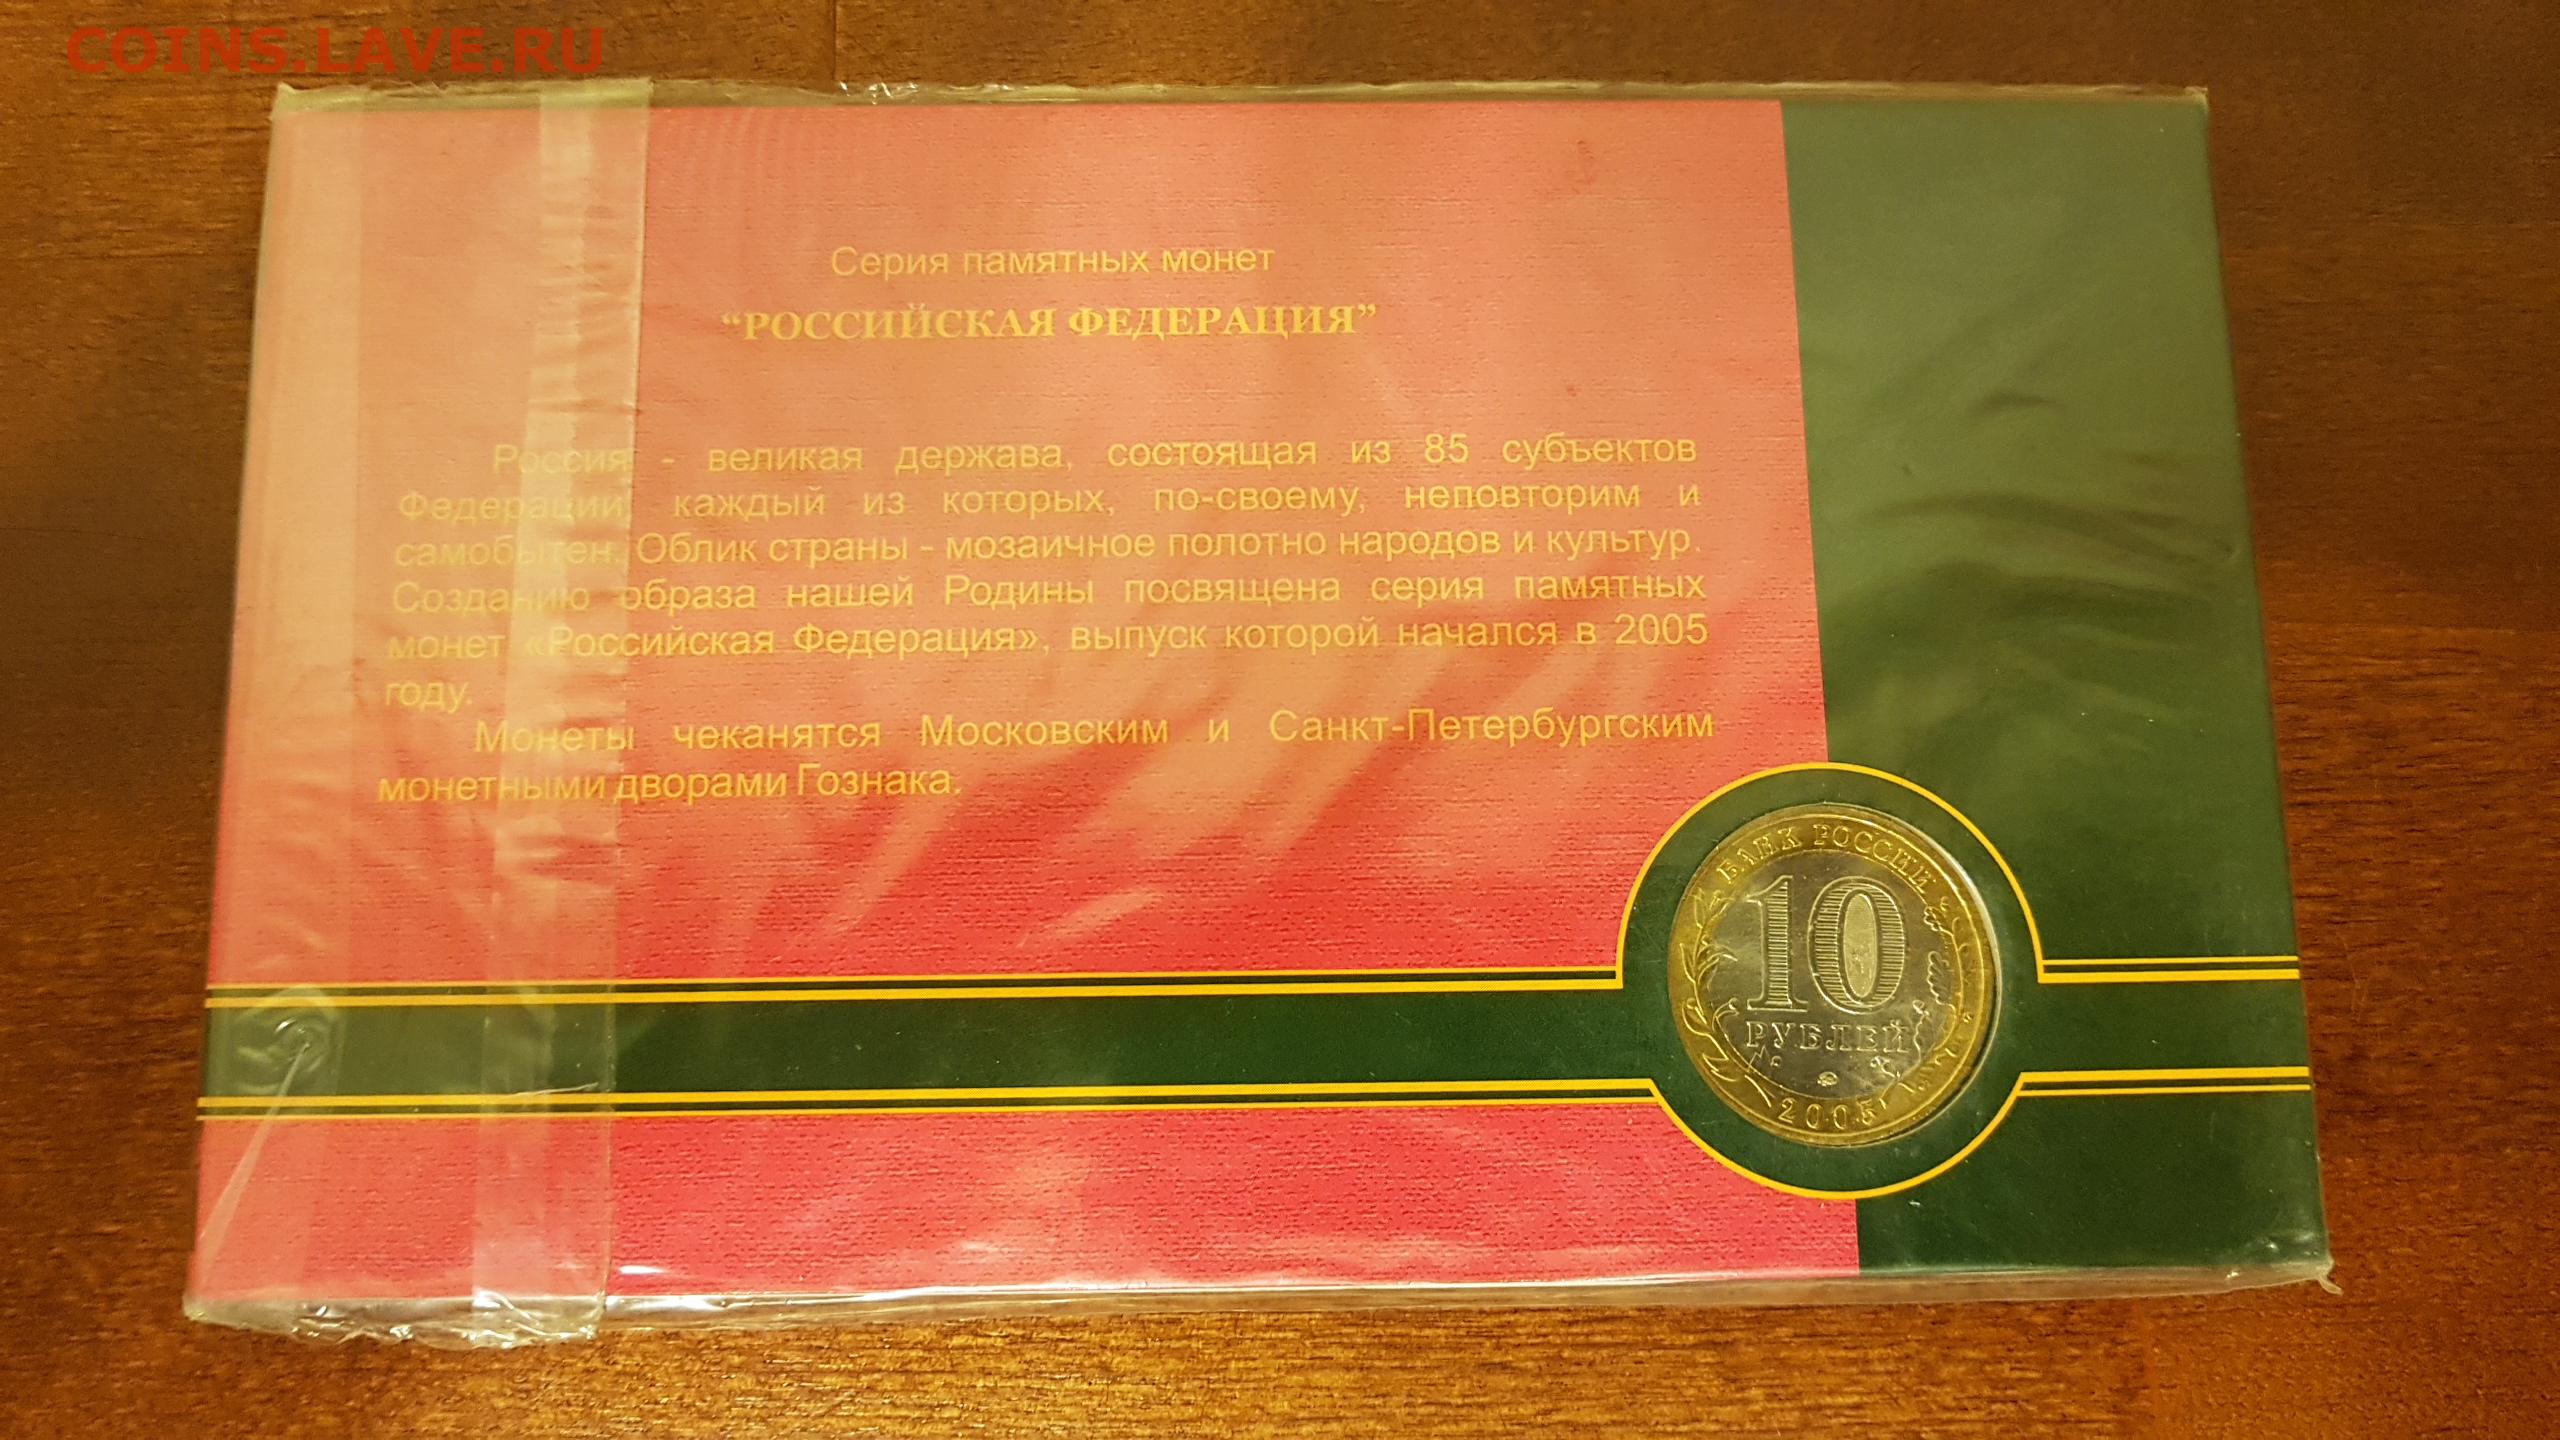 COINS.LAVE.RU
Серия памятных монет
“РОССИЙСКАЯ ФЕДЕРАЦИЯ”
Россия - великая держава, состоящая из 85 субъектов
Федерации, каждый из которых, по-своему, неповторим и
самобытен. Облик страны - мозаичное полотно народов и культур.
Созданию образа нашей Родины посвящена серия памятных
монет «Российская Федерация», выпуск которой начался в 2005
году.
Монеты чеканятся Московским и Санкт-Петербургским
монетными дворами Гознака.
БАНК РОССИИ
10
РУБЛЕЙ
2005